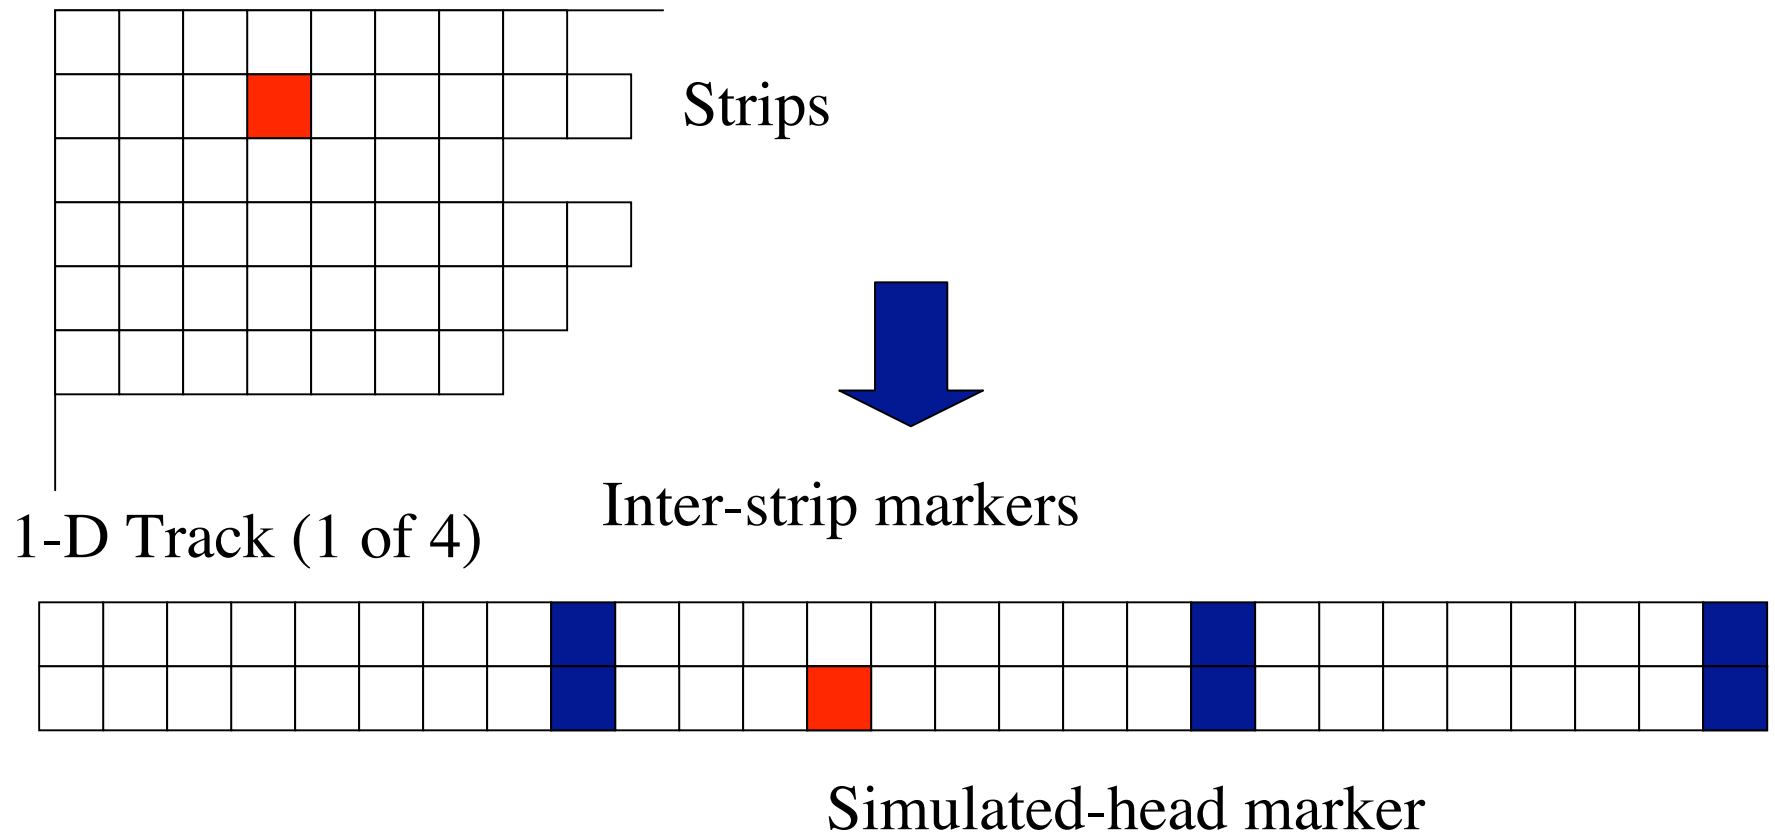 Strips
Inter-strip markers
1-D Track (1 of 4)
Simulated-head marker